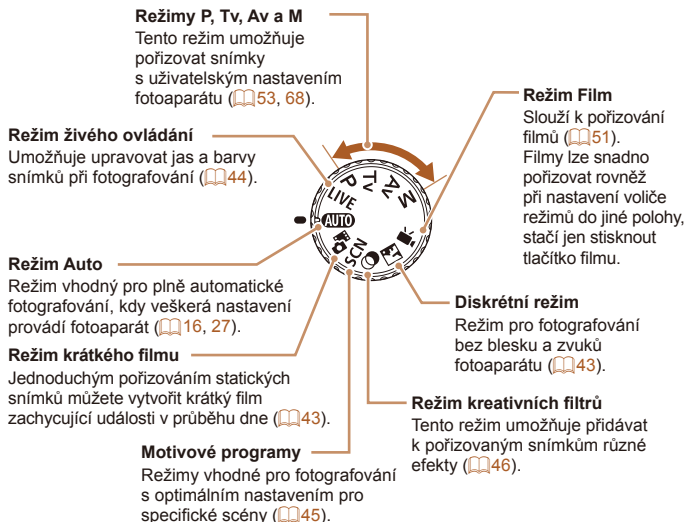 Režimy P, Tv, Av a M
Tento režim umožňuje
pořizovat snímky
s uživatelským nastavením
fotoaparátu (53, 68).
Režim živého ovládání
Umožňuje upravovat jas a barvy
snímků při fotografování (44).
Režim Auto
Režim vhodný pro plně automatické
fotografování, kdy veškerá nastavení
provádí fotoaparát (16, 27).
Režim krátkého filmu
Jednoduchým pořizováním statických
snímků můžete vytvořit krátký film
zachycující události v průběhu dne (43).
Motivové programy
Režimy vhodné pro fotografování
s optimálním nastavením pro
specifické scény (45).
Režim Film
Slouží k pořizování
filmů (51).
Filmy lze snadno
pořizovat rovněž
při nastavení voliče
režimů do jiné polohy,
stačí jen stisknout
tlačítko filmu.
Diskrétní režim
Režim pro fotografování
bez blesku a zvuků
fotoaparátu (43).
Režim kreativních filtrů
Tento režim umožňuje přidávat
k pořizovaným snímkům různé
efekty (46).
M
Av
Tv
P
LIVE
AUTO
SCN